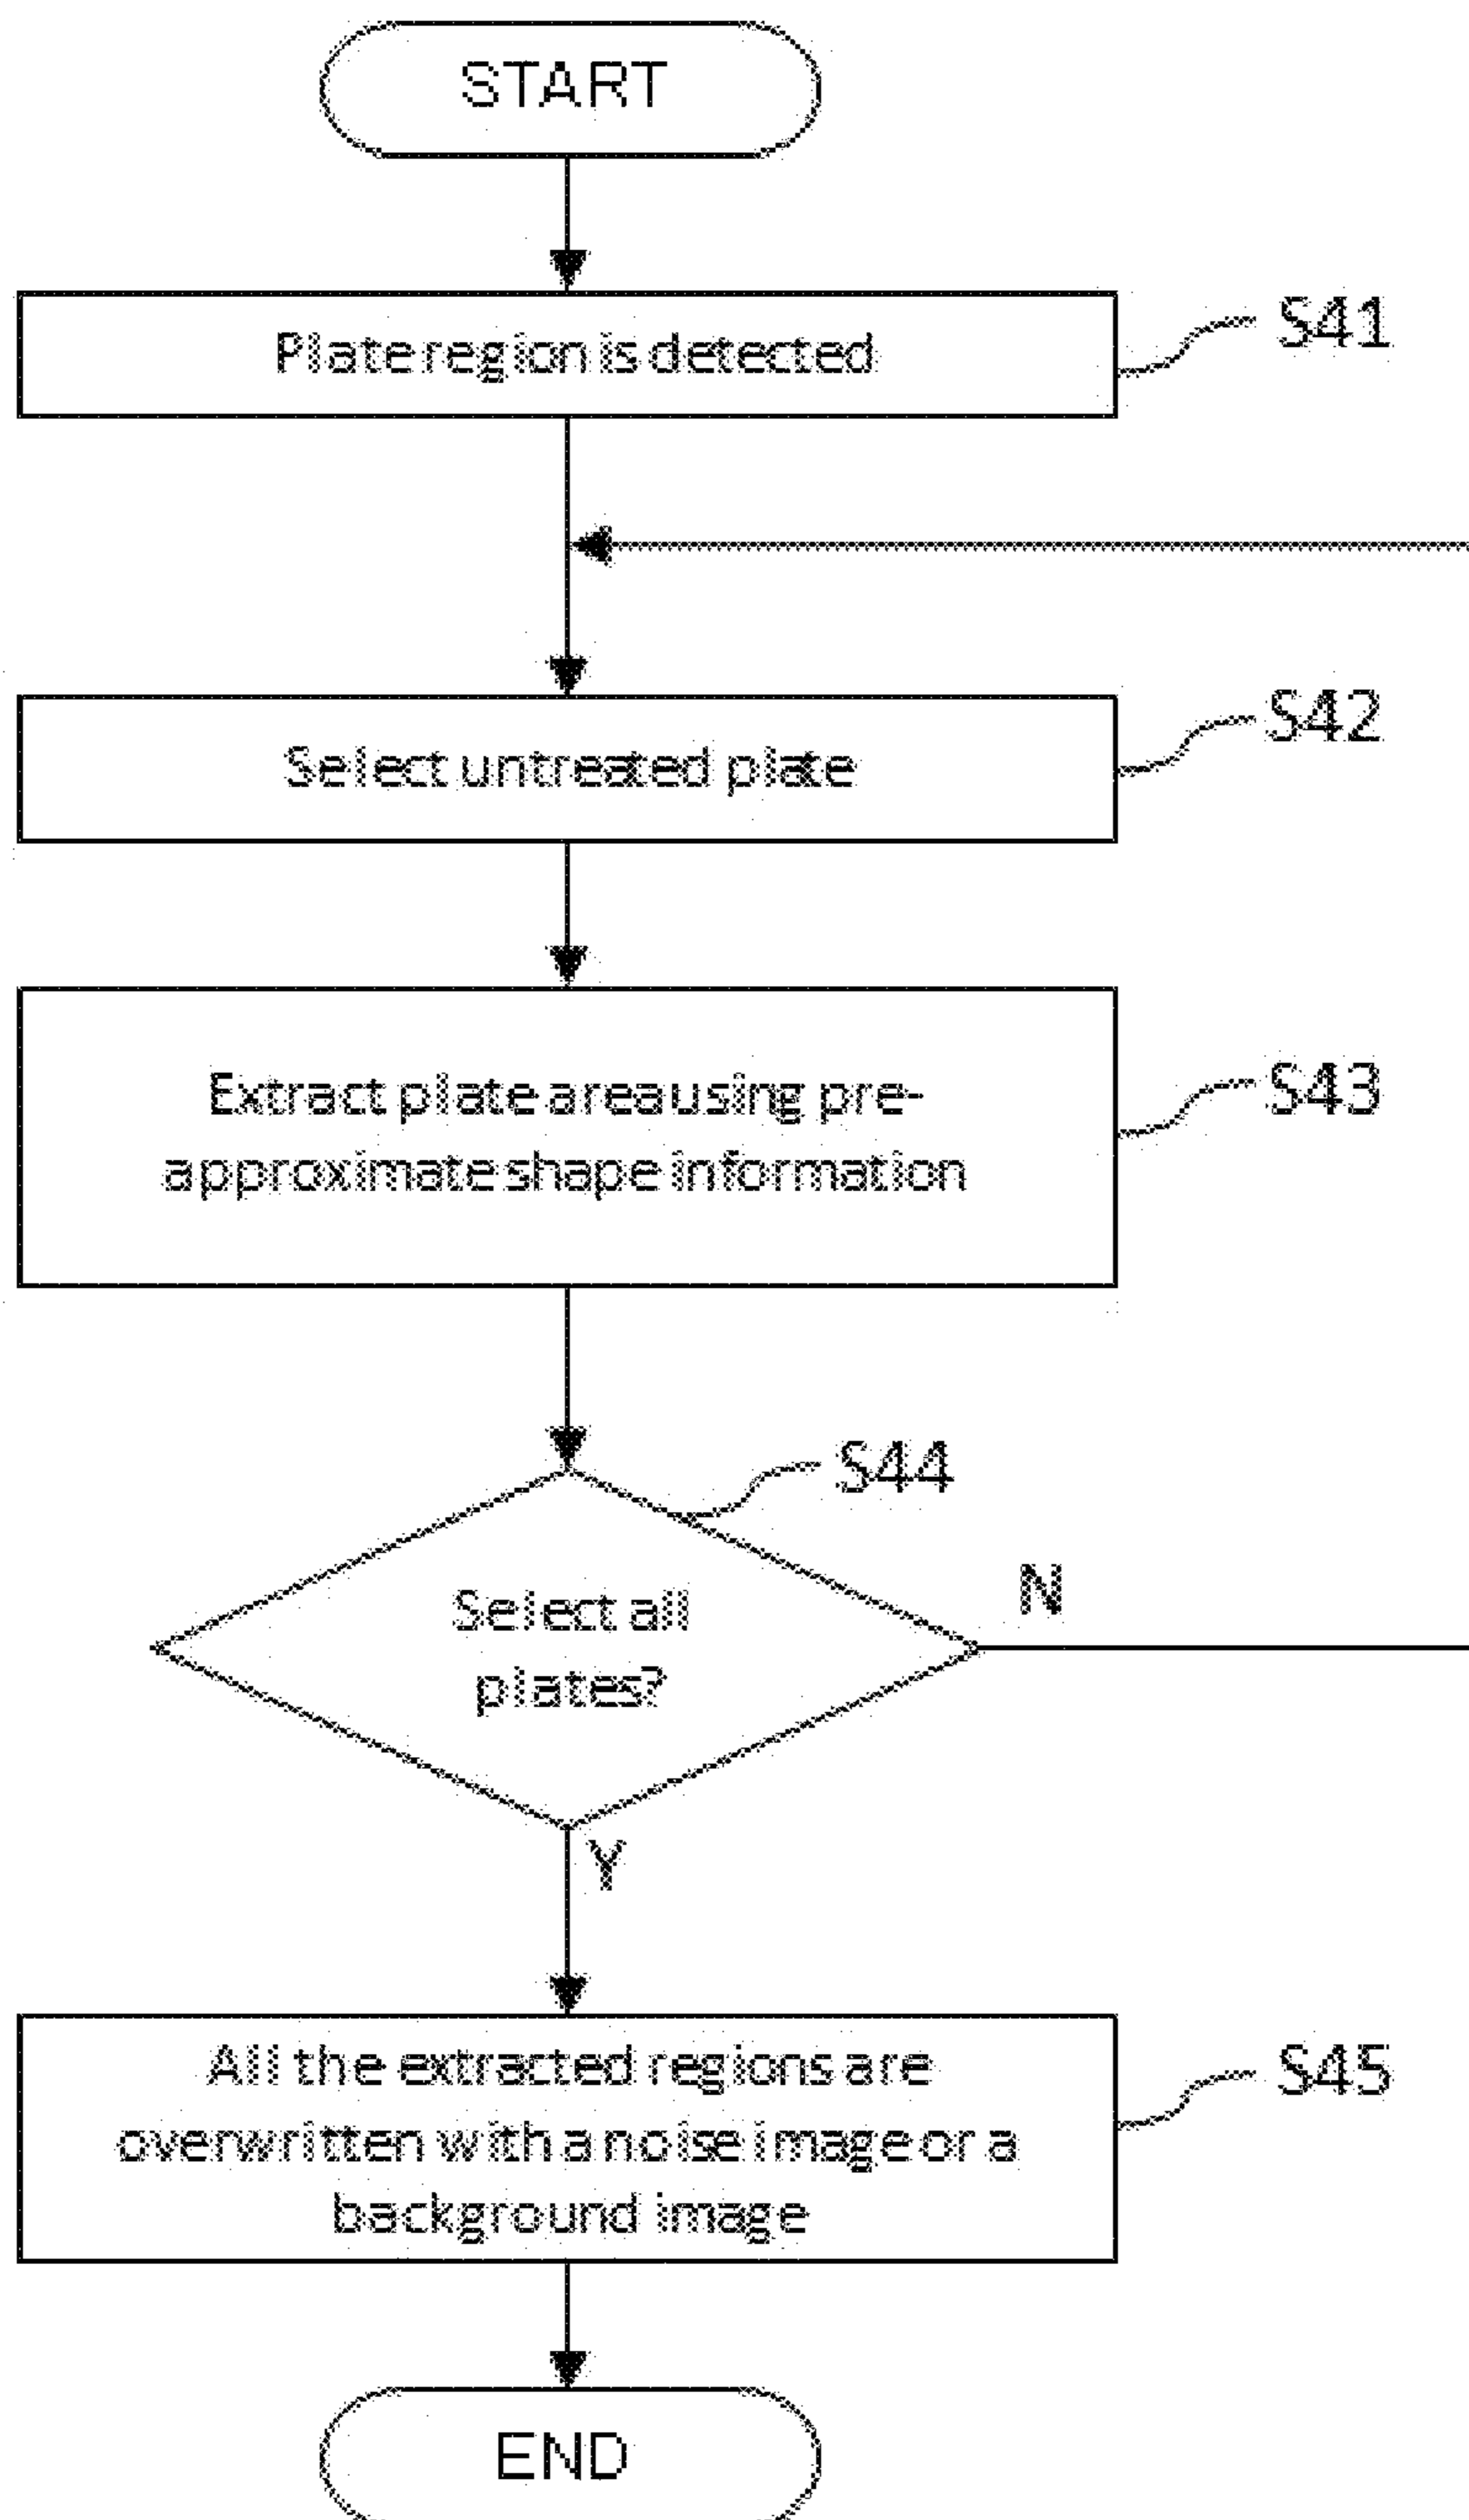 START
Plate region is detected
S41
Select untreated plate
S42
Extract plate area using pre-
approximate shape information
S43
S44
Select all
plates?
N
Y
All the extracted regions are
overwritten with a noise image or a
background image
S45
END